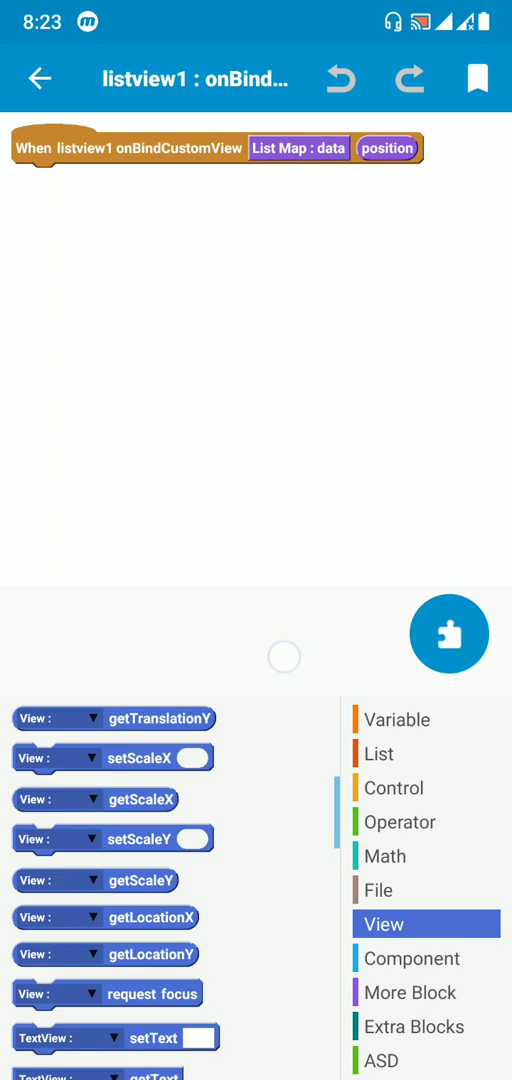 8:23
listview1 : onBind...
When listview1 onBindCustomView List Map : data position
View : getTranslationY
View : setScaleX
View : getScaleX
View : setScaleY
View : getScaleY
View : getLocationX
View : getLocationY
View : request focus
TextView : setText
TextView : getText
Variable
List
Control
Operator
Math
File
View
Component
More Block
Extra Blocks
ASD